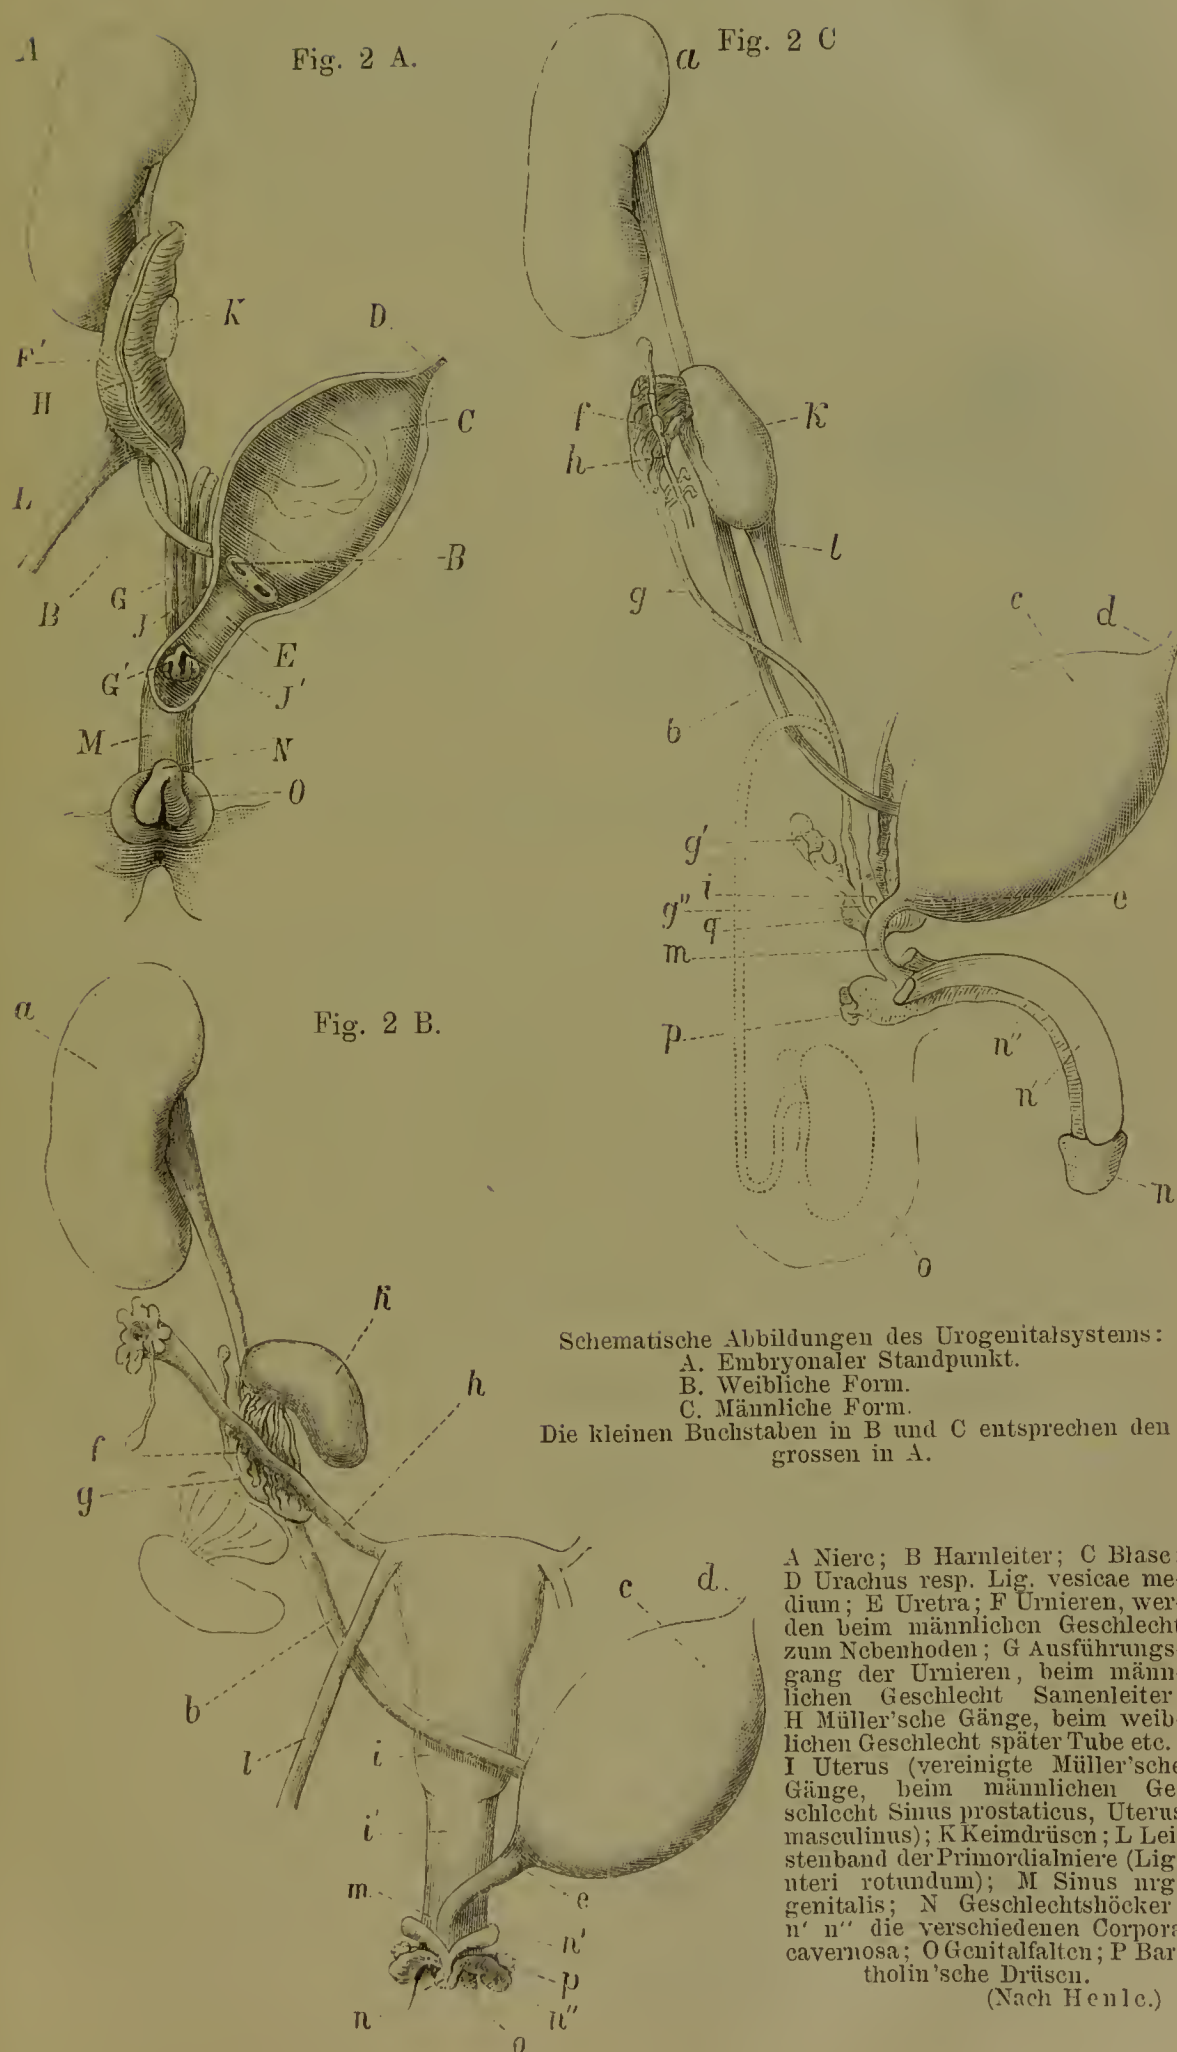 Fig. 2 A.
A
K
D.
F'
H
C
L
B
B
G
J
E
G'
J'
M
N
O
Fig. 2 C
a
f
K
h
l
g
c
d
b
g'
i
g"
q
e
m
p
n"
n'
n
o
Fig. 2 B.
a
K
h
f
g
c
d.
b
l
i
i'
m
e
n'
p
n
n"
o
Schematische Abbildungen des Urogenitalsystems:
A. Embryonaler Standpunkt.
B. Weibliche Form.
C. Männliche Form.
Die kleinen Buchstaben in B und C entsprechen den
grossen in A.
A Niere; B Harnleiter; C Blase
D Urachus resp. Lig. vesicae me-
dium; E Uretra; F Urnieren, wer-
den beim männlichen Geschlecht
zum Nebenhoden; G Ausführungs-
gang der Urnieren, beim männ-
lichen Geschlecht Samenleiter
H Müller'sche Gänge, beim weib-
lichen Geschlecht später Tube etc.
I Uterus (vereinigte Müller'sche
Gänge, beim männlichen Ge-
schlecht Sinus prostaticus, Uterus
masculinus); K Keimdrüsen; L Lei-
stenband der Primordialniere (Lig
uteri rotundum); M Sinus urg
genitalis; N Geschlechtshöcker
n' n" die verschiedenen Corpora
cavernosa; O Genitalfalten; P Bar
tholin'sche Drüsen.
(Nach Henle.)